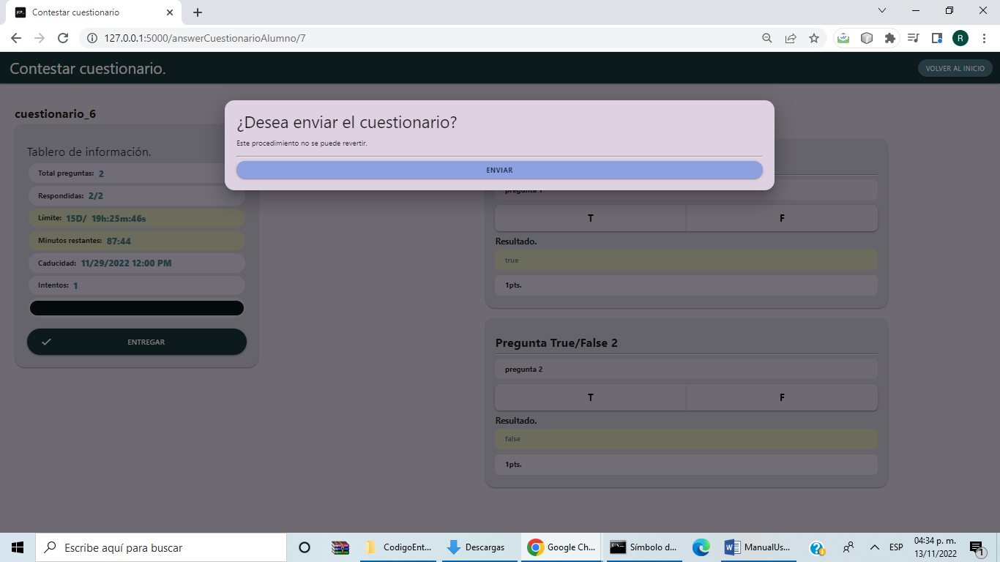 Contestar cuestionario
127.0.0.1:5000/answerCuestionarioAlumno/7
R
Contestar cuestionario.
VOLVER AL INICIO
¿Desea enviar el cuestionario?
Este procedimiento no se puede revertir.
ENVIAR
cuestionario_6
Tablero de información.
Total preguntas: 2
Respondidas: 2/2
Límite: 15D/ 19h:25m:46s
Minutos restantes: 87:44
Caducidad: 11/29/2022 12:00 PM
Intentos: 1
ENTREGAR
pregunta 1
T F
Resultado.
true
1pts.
Pregunta True/False 2
pregunta 2
T F
Resultado.
false
1pts.
Escribe aquí para buscar
CodigoEnt...
Descargas
Google Ch...
Símbolo d...
ManualUs...
ESP
04:34 p. m.
13/11/2022
1